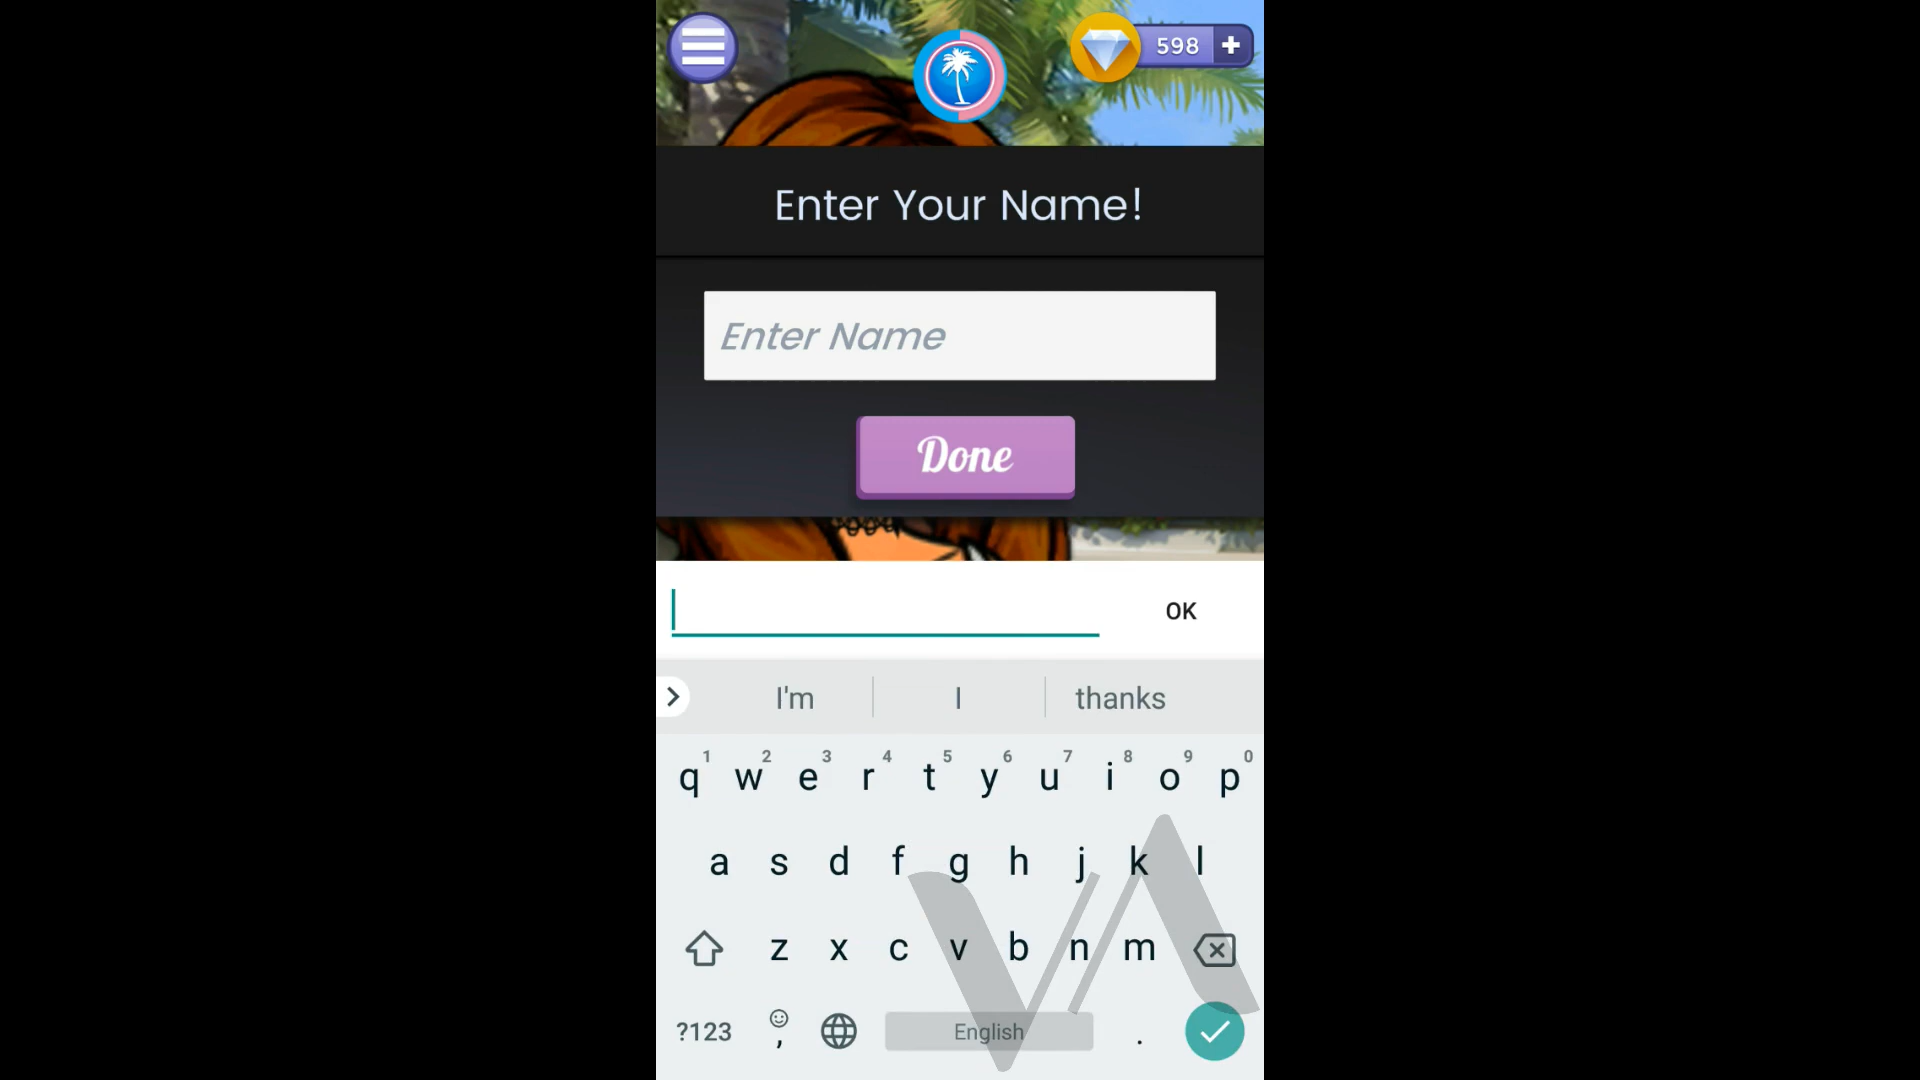 598 +
Enter Your Name!
Enter Name
Done
OK
I'm I thanks
1 2 3 4 5 6 7 8 9 0
q w e r t y u i o p
a s d f g h j k l
z x c v b n m
?123 , English .
VA